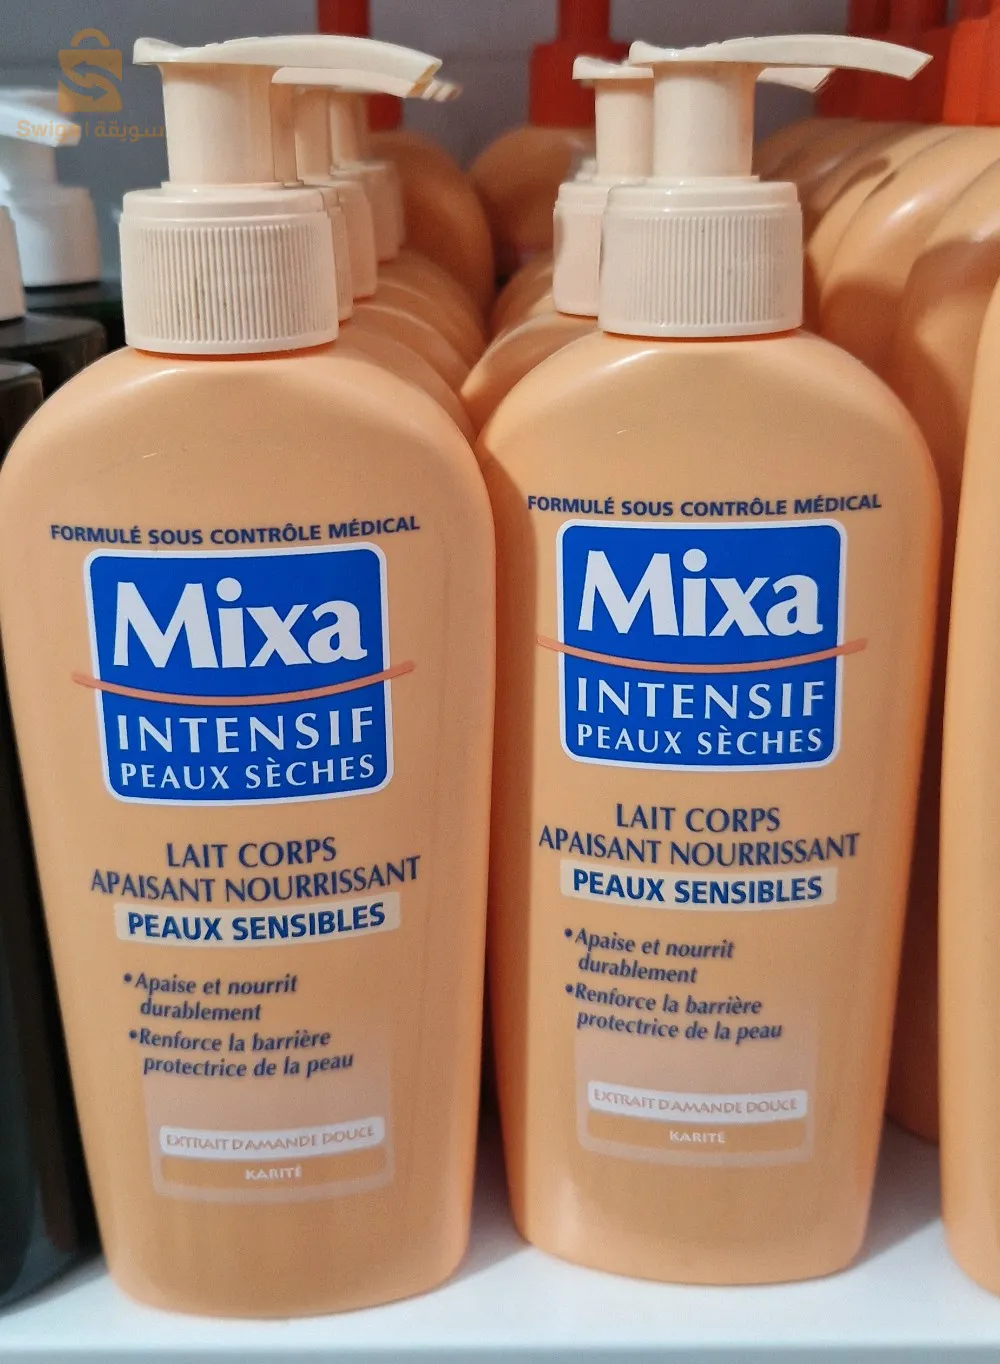 Swiqaa سويقة
FORMULÉ SOUS CONTRÔLE MÉDICAL
Mixa
INTENSIF
PEAUX SÈCHES
LAIT CORPS
APAISANT NOURRISSANT
PEAUX SENSIBLES
•Apaise et nourrit
durablement
•Renforce la barrière
protectrice de la peau
EXTRAIT D'AMANDE DOUCE
KARITÉ
FORMULÉ SOUS CONTRÔLE MÉDICAL
Mixa
INTENSIF
PEAUX SÈCHES
LAIT CORPS
APAISANT NOURRISSANT
PEAUX SENSIBLES
•Apaise et nourrit
durablement
•Renforce la barrière
protectrice de la peau
EXTRAIT D'AMANDE DOUCE
KARITÉ